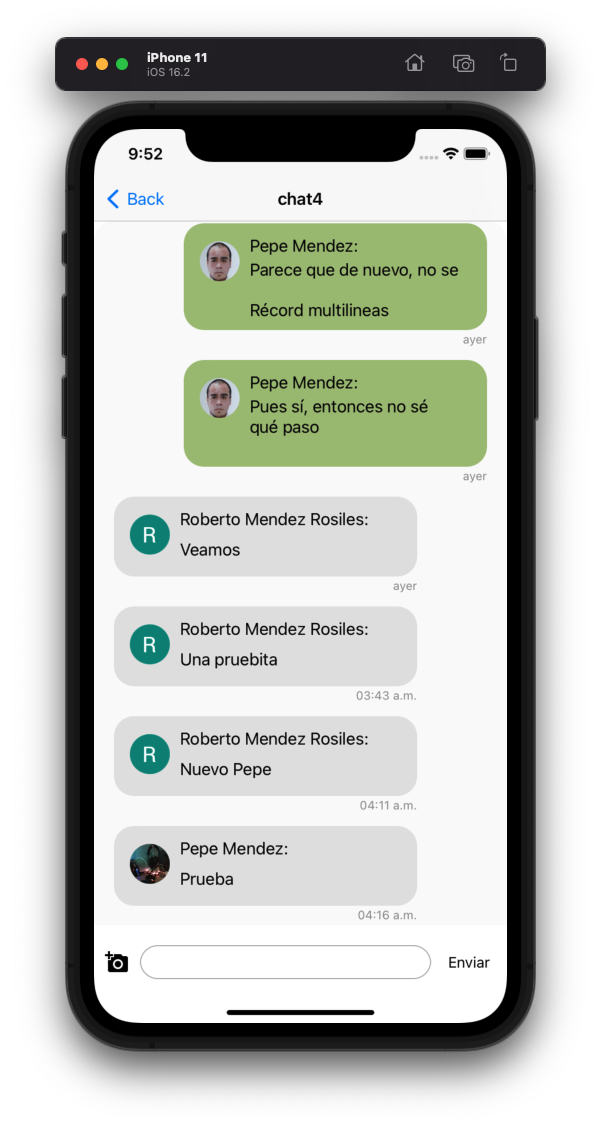 iPhone 11
iOS 16.2
9:52
Back
chat4
Pepe Mendez:
Parece que de nuevo, no se
Récord multilineas
ayer
Pepe Mendez:
Pues sí, entonces no sé
qué paso
ayer
R
Roberto Mendez Rosiles:
Veamos
ayer
R
Roberto Mendez Rosiles:
Una pruebita
03:43 a.m.
R
Roberto Mendez Rosiles:
Nuevo Pepe
04:11 a.m.
Pepe Mendez:
Prueba
04:16 a.m.
Enviar